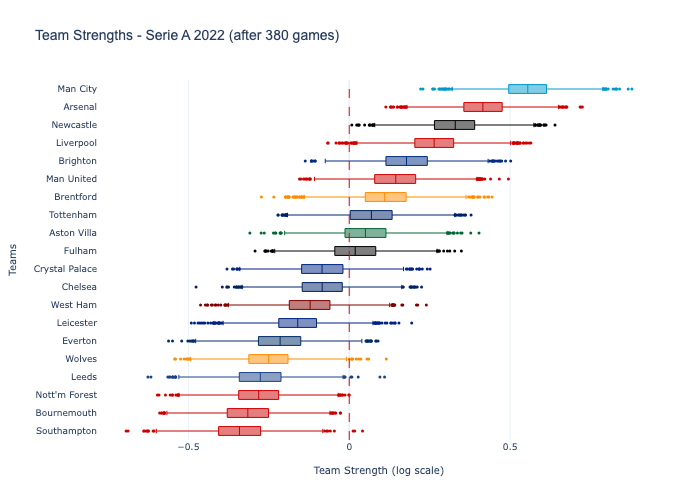 Team Strengths - Serie A 2022 (after 380 games)
Man City
Arsenal
Newcastle
Liverpool
Brighton
Man United
Brentford
Tottenham
Aston Villa
Fulham
Crystal Palace
Chelsea
West Ham
Leicester
Everton
Wolves
Leeds
Nott'm Forest
Bournemouth
Southampton
Teams
−0.5 0 0.5
Team Strength (log scale)